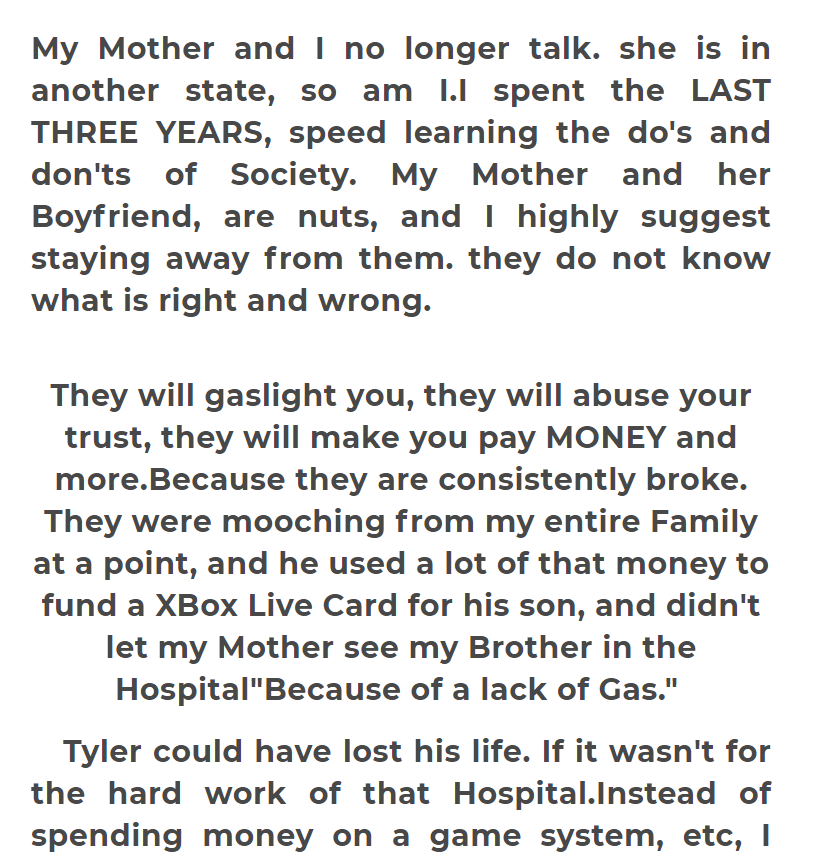 My Mother and I no longer talk. she is in
another state, so am I.I spent the LAST
THREE YEARS, speed learning the do's and
don'ts of Society. My Mother and her
Boyfriend, are nuts, and I highly suggest
staying away from them. they do not know
what is right and wrong.
They will gaslight you, they will abuse your
trust, they will make you pay MONEY and
more.Because they are consistently broke.
They were mooching from my entire Family
at a point, and he used a lot of that money to
fund a XBox Live Card for his son, and didn't
let my Mother see my Brother in the
Hospital"Because of a lack of Gas."
Tyler could have lost his life. If it wasn't for
the hard work of that Hospital.Instead of
spending money on a game system, etc, I